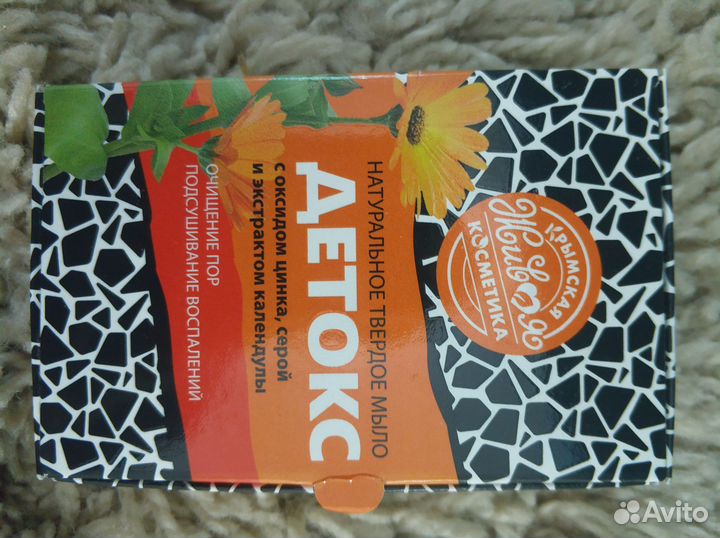 КРЫМСКАЯ
Живая
КОСМЕТИКА
НАТУРАЛЬНОЕ ТВЕРДОЕ МЫЛО
ДЕТОКС
С ОКСИДОМ ЦИНКА, СЕРОЙ
И ЭКСТРАКТОМ КАЛЕНДУЛЫ
ОЧИЩЕНИЕ ПОР
ПОДСУШИВАНИЕ ВОСПАЛЕНИЙ
Avito